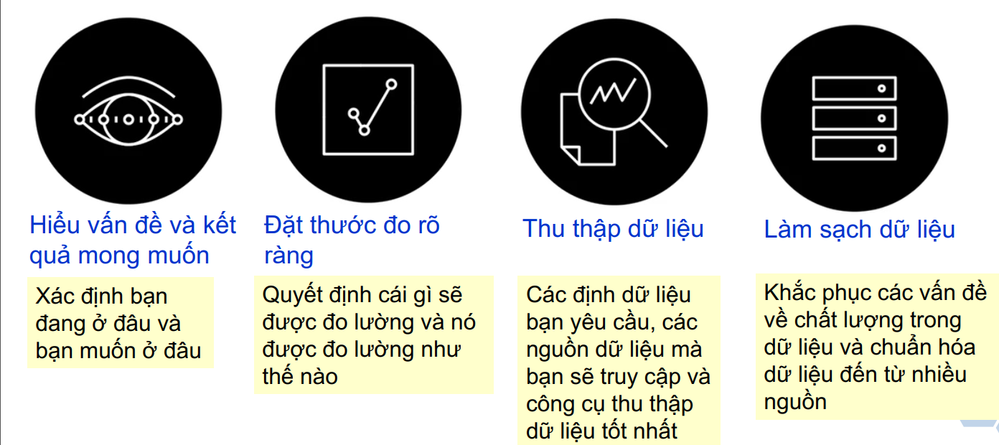 Hiểu vấn đề và kết
quả mong muốn
Xác định bạn
đang ở đâu và
bạn muốn ở đâu
Đặt thước đo rõ
ràng
Quyết định cái gì sẽ
được đo lường và nó
được đo lường như
thế nào
Thu thập dữ liệu
Các định dữ liệu
bạn yêu cầu, các
nguồn dữ liệu mà
bạn sẽ truy cập và
công cụ thu thập
dữ liệu tốt nhất
Làm sạch dữ liệu
Khắc phục các vấn đề
về chất lượng trong
dữ liệu và chuẩn hóa
dữ liệu đến từ nhiều
nguồn